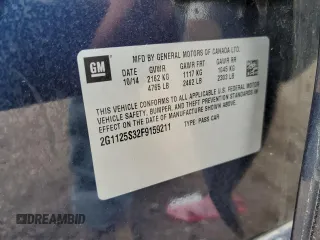 MFD BY GENERAL MOTORS OF CANADA LTD.
GM
DATE GVWR GAWR FRT GAWR RR
10/14 2162 KG 1117 KG 1045 KG
4765 LB 2462 LB 2303 LB
THIS VEHICLE CONFORMS TO ALL APPLICABLE U.S. FEDERAL MOTOR
VEHICLE SAFETY, BUMPER, AND THEFT PREVENTION STANDARDS
IN EFFECT ON THE DATE OF MANUFACTURE SHOWN ABOVE.
2G1125S32F9159211 TYPE: PASS CAR
DREAMBID